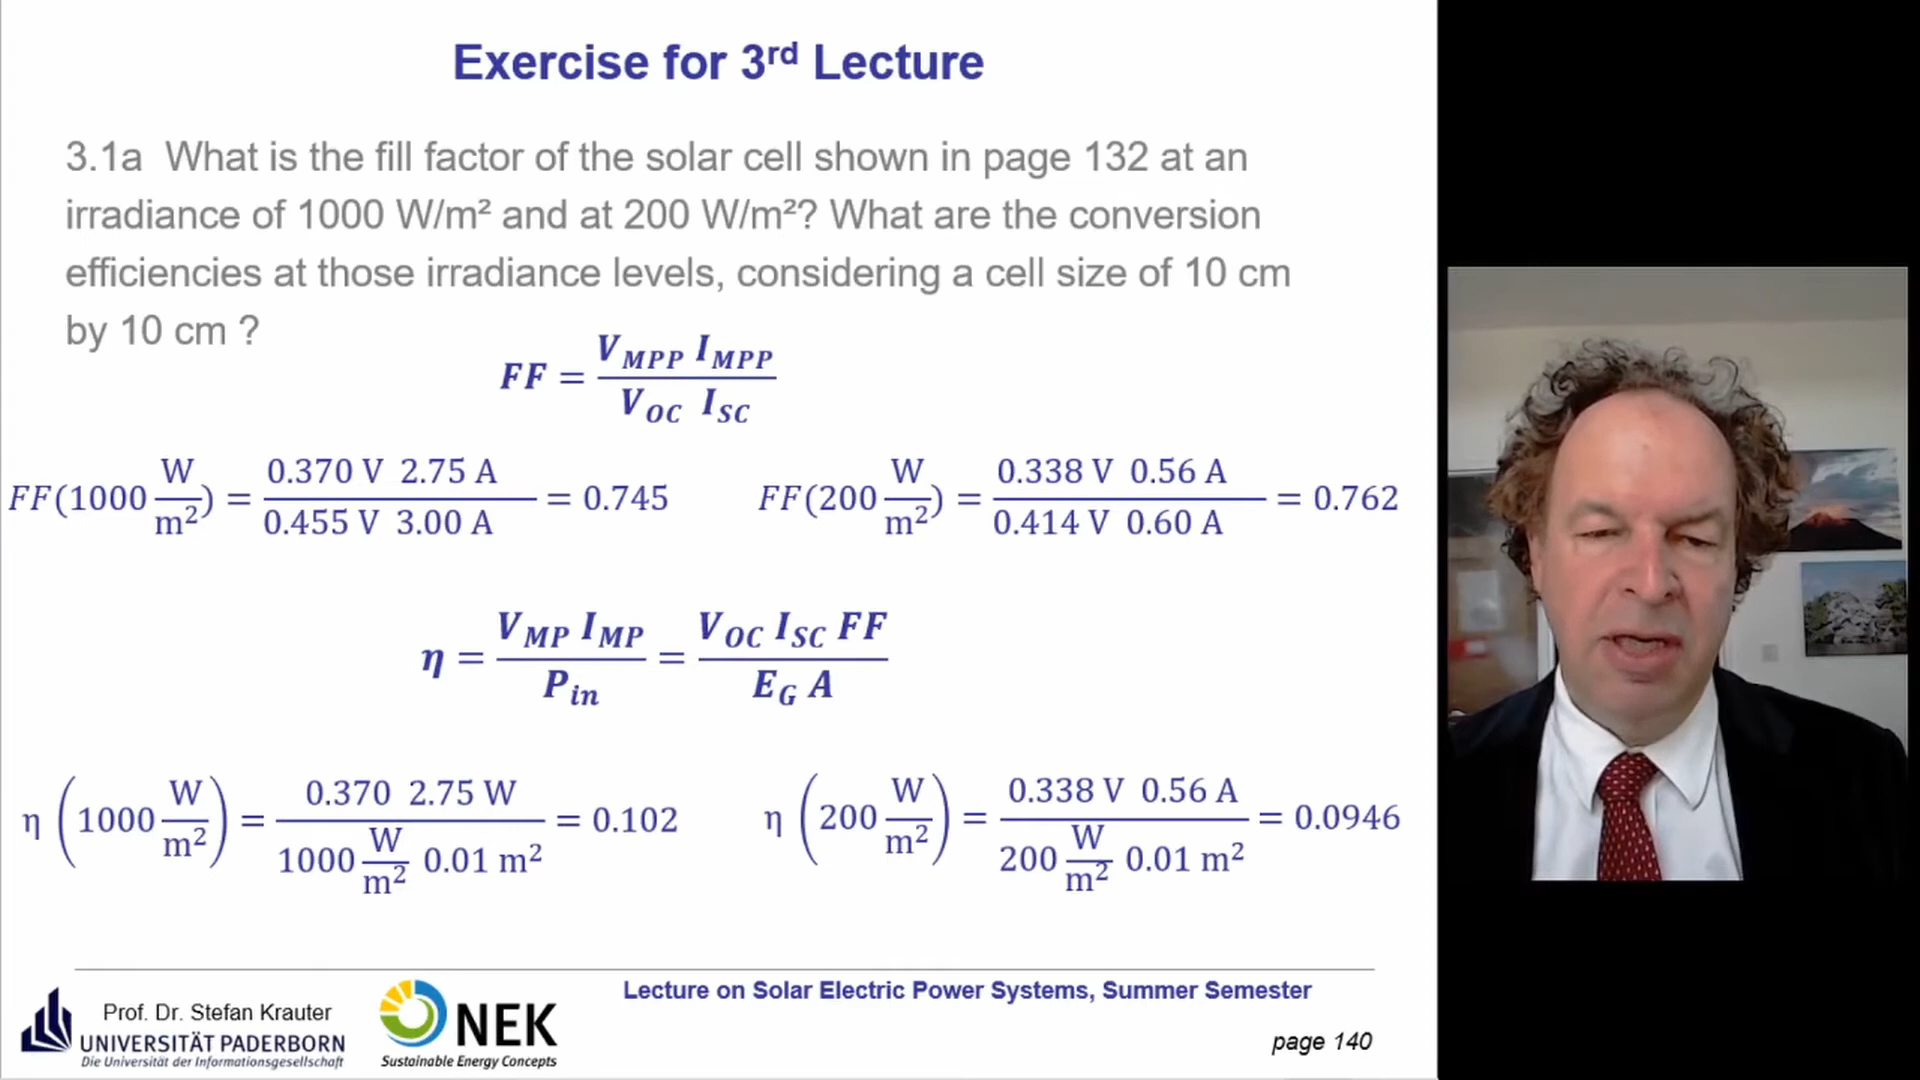 Exercise for 3rd Lecture
3.1a What is the fill factor of the solar cell shown in page 132 at an
irradiance of 1000 W/m² and at 200 W/m²? What are the conversion
efficiencies at those irradiance levels, considering a cell size of 10 cm
by 10 cm ?
FF = V_MPP I_MPP / V_OC I_SC
FF(1000 W/m²) = 0.370 V 2.75 A / 0.455 V 3.00 A = 0.745
FF(200 W/m²) = 0.338 V 0.56 A / 0.414 V 0.60 A = 0.762
η = V_MP I_MP / P_in = V_OC I_SC FF / E_G A
η (1000 W/m²) = 0.370 2.75 W / 1000 W/m² 0.01 m² = 0.102
η (200 W/m²) = 0.338 V 0.56 A / 200 W/m² 0.01 m² = 0.0946
Prof. Dr. Stefan Krauter
UNIVERSITÄT PADERBORN
Die Universität der Informationsgesellschaft
NEK
Sustainable Energy Concepts
Lecture on Solar Electric Power Systems, Summer Semester
page 140